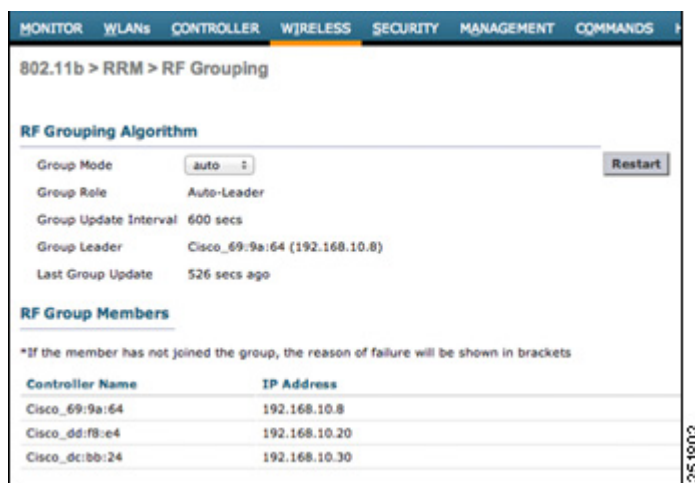 MONITOR WLANs CONTROLLER WIRELESS SECURITY MANAGEMENT COMMANDS
802.11b > RRM > RF Grouping
RF Grouping Algorithm
Group Mode auto Restart
Group Role Auto-Leader
Group Update Interval 600 secs
Group Leader Cisco_69:9a:64 (192.168.10.8)
Last Group Update 526 secs ago
RF Group Members
*If the member has not joined the group, the reason of failure will be shown in brackets
Controller Name IP Address
Cisco_69:9a:64 192.168.10.8
Cisco_dd:f8:e4 192.168.10.20
Cisco_dc:bb:24 192.168.10.30
351802